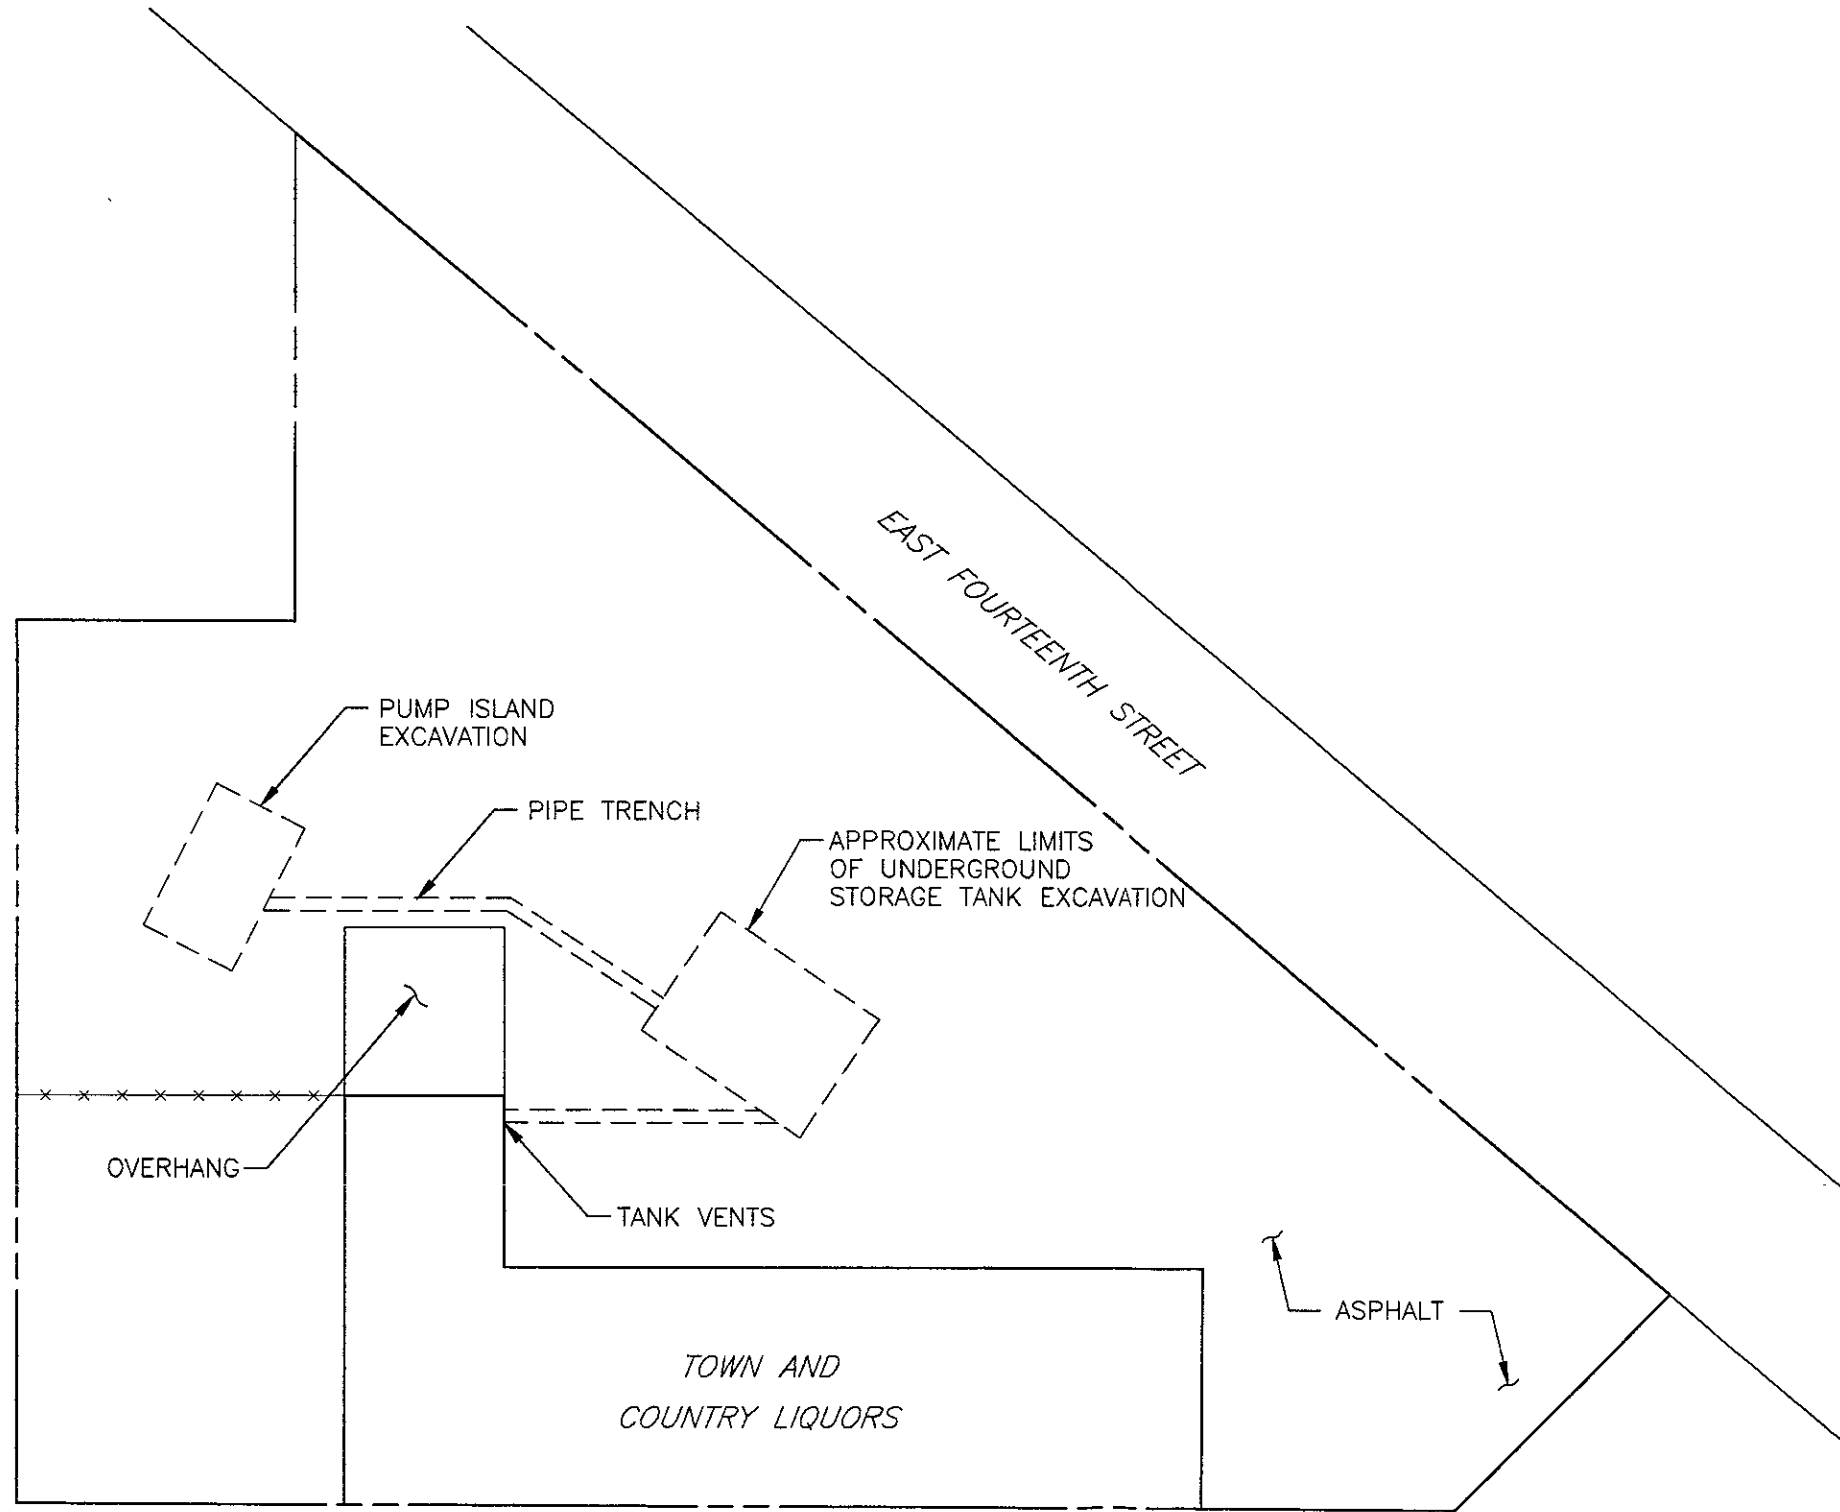 EAST FOURTEENTH STREET
PUMP ISLAND
EXCAVATION
PIPE TRENCH
APPROXIMATE LIMITS
OF UNDERGROUND
STORAGE TANK EXCAVATION
OVERHANG
TANK VENTS
ASPHALT
TOWN AND
COUNTRY LIQUORS